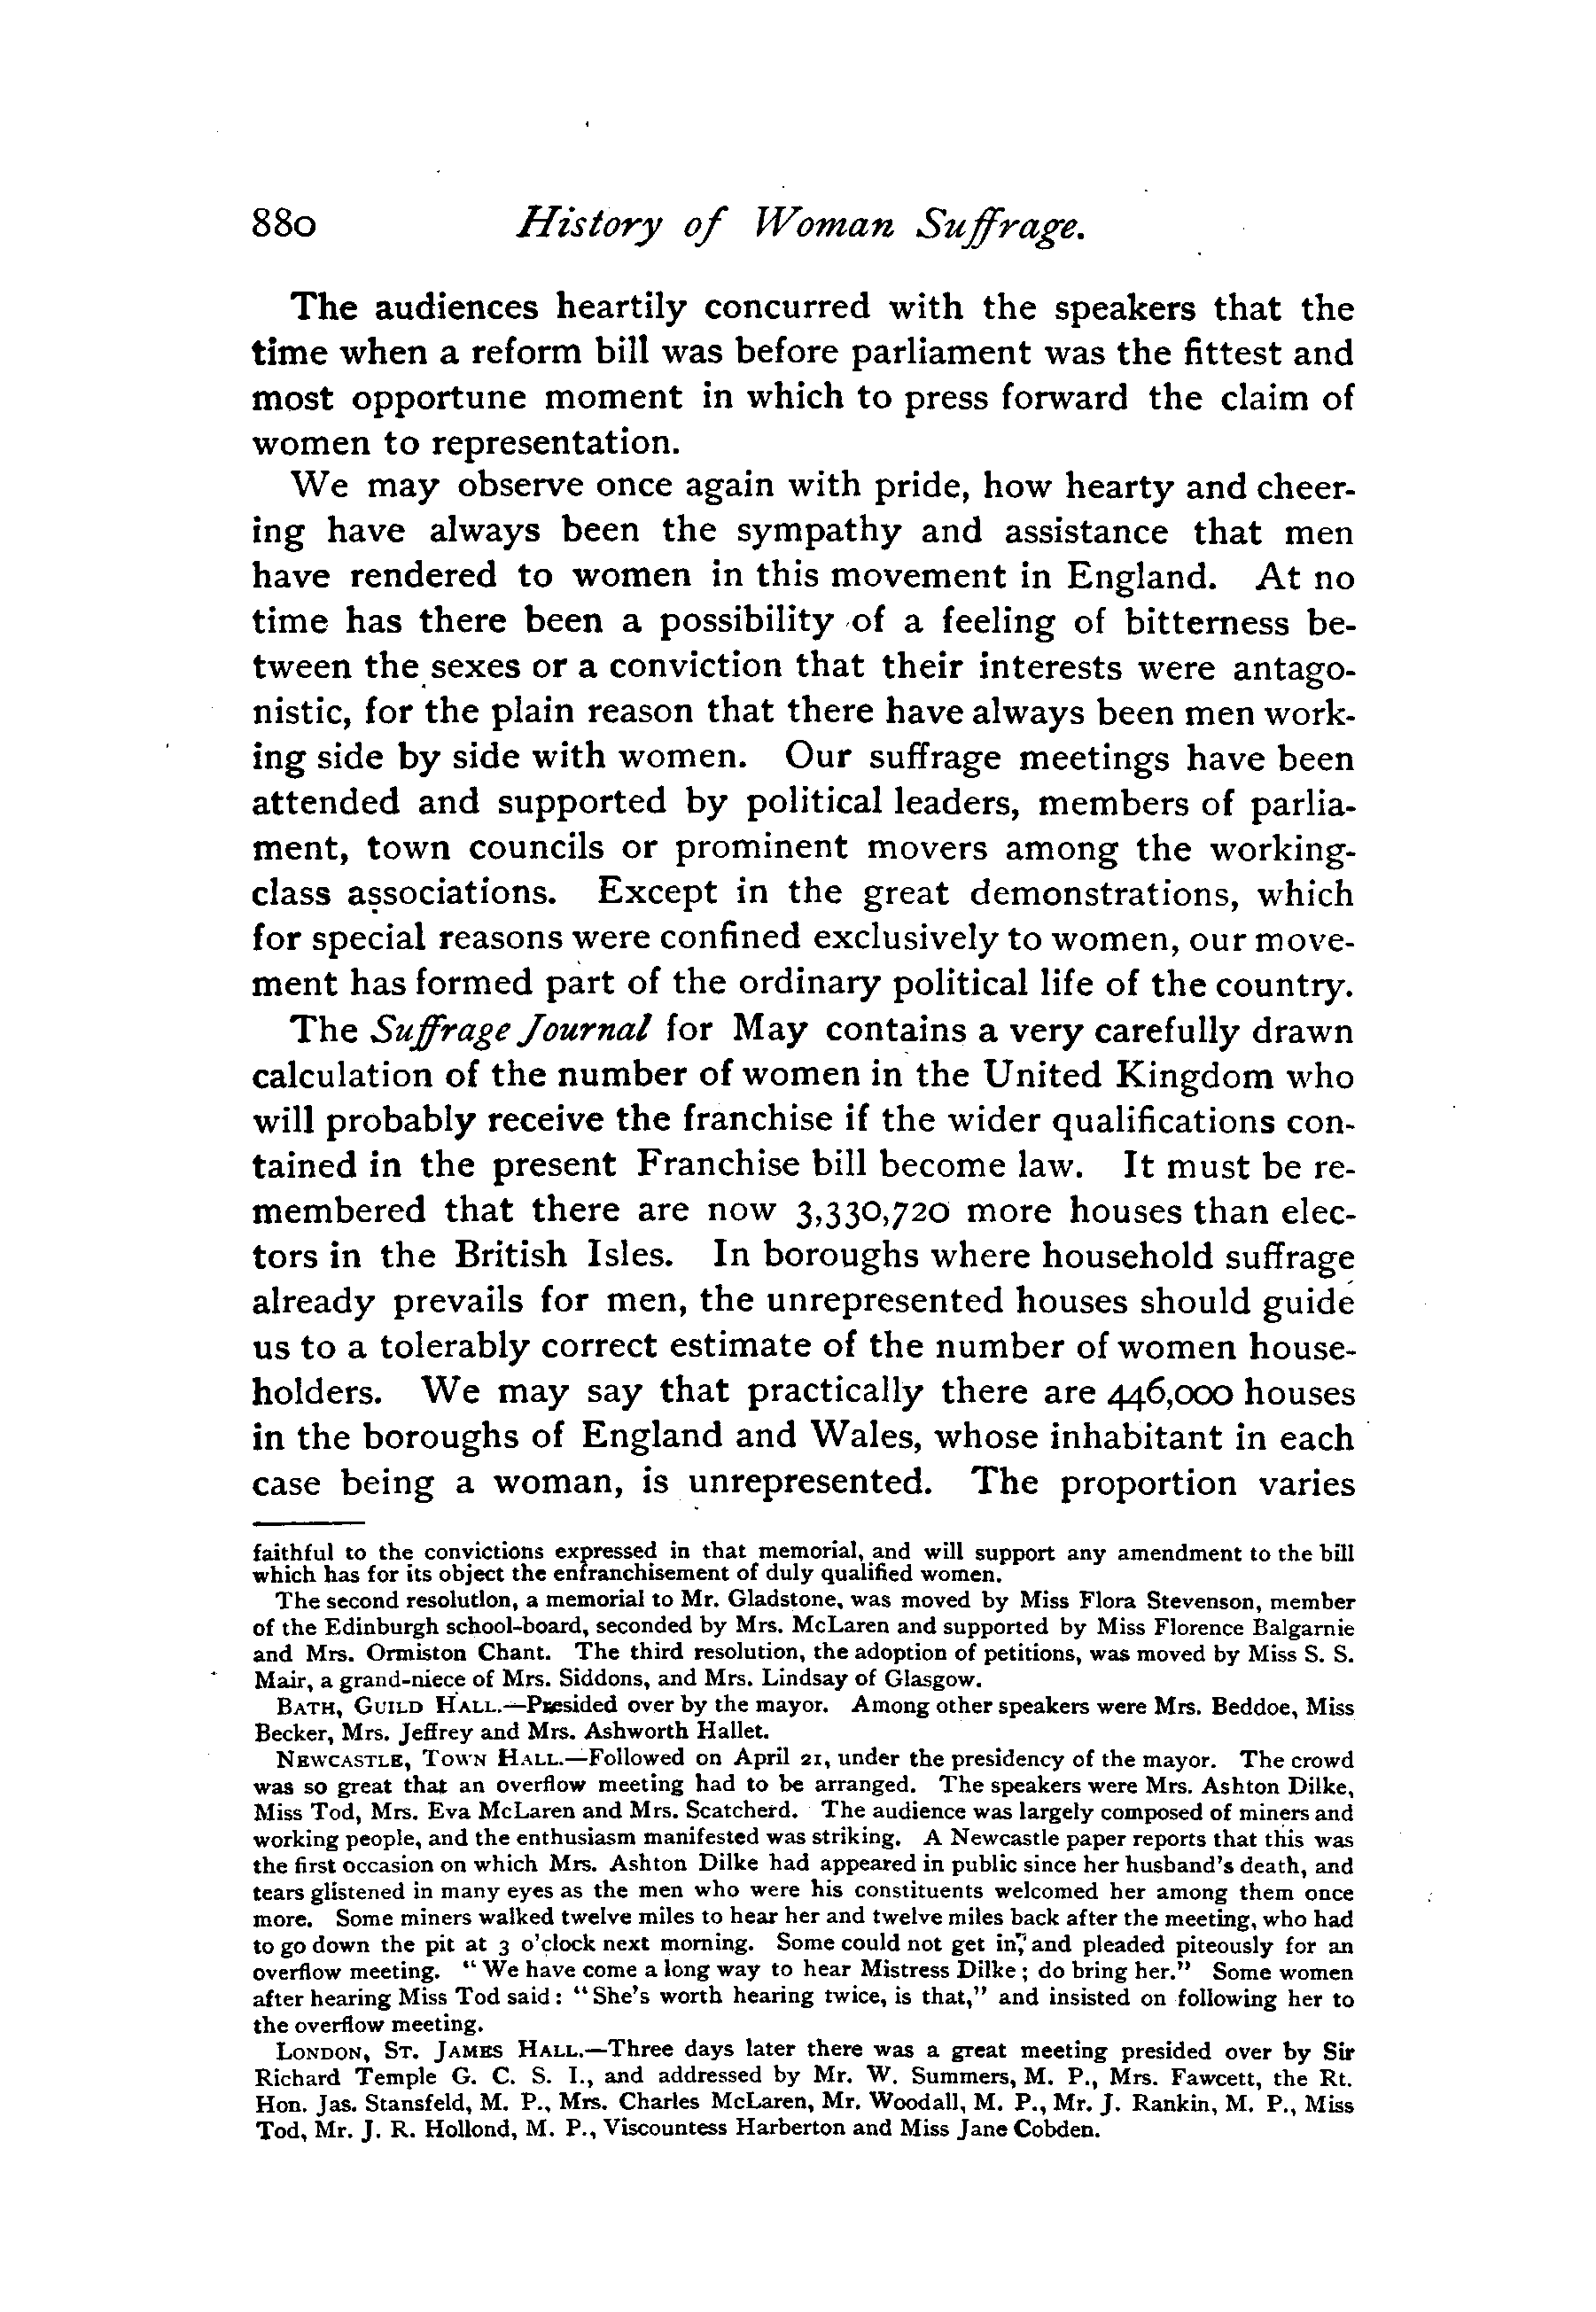 880 History of Woman Suffrage.
The audiences heartily concurred with the speakers that the
time when a reform bill was before parliament was the fittest and
most opportune moment in which to press forward the claim of
women to representation.
We may observe once again with pride, how hearty and cheer-
ing have always been the sympathy and assistance that men
have rendered to women in this movement in England. At no
time has there been a possibility of a feeling of bitterness be-
tween the sexes or a conviction that their interests were antago-
nistic, for the plain reason that there have always been men work-
ing side by side with women. Our suffrage meetings have been
attended and supported by political leaders, members of parlia-
ment, town councils or prominent movers among the working-
class associations. Except in the great demonstrations, which
for special reasons were confined exclusively to women, our move-
ment has formed part of the ordinary political life of the country.
The Suffrage Journal for May contains a very carefully drawn
calculation of the number of women in the United Kingdom who
will probably receive the franchise if the wider qualifications con-
tained in the present Franchise bill become law. It must be re-
membered that there are now 3,330,720 more houses than elec-
tors in the British Isles. In boroughs where household suffrage
already prevails for men, the unrepresented houses should guide
us to a tolerably correct estimate of the number of women house-
holders. We may say that practically there are 446,000 houses
in the boroughs of England and Wales, whose inhabitant in each
case being a woman, is unrepresented. The proportion varies
faithful to the convictions expressed in that memorial, and will support any amendment to the bill
which has for its object the enfranchisement of duly qualified women.
The second resolution, a memorial to Mr. Gladstone, was moved by Miss Flora Stevenson, member
of the Edinburgh school-board, seconded by Mrs. McLaren and supported by Miss Florence Balgarnie
and Mrs. Ormiston Chant. The third resolution, the adoption of petitions, was moved by Miss S. S.
Mair, a grand-niece of Mrs. Siddons, and Mrs. Lindsay of Glasgow.
BATH, GUILD HALL.—Presided over by the mayor. Among other speakers were Mrs. Beddoe, Miss
Becker, Mrs. Jeffrey and Mrs. Ashworth Hallet.
NEWCASTLE, TOWN HALL.—Followed on April 21, under the presidency of the mayor. The crowd
was so great that an overflow meeting had to be arranged. The speakers were Mrs. Ashton Dilke,
Miss Tod, Mrs. Eva McLaren and Mrs. Scatcherd. The audience was largely composed of miners and
working people, and the enthusiasm manifested was striking. A Newcastle paper reports that this was
the first occasion on which Mrs. Ashton Dilke had appeared in public since her husband's death, and
tears glistened in many eyes as the men who were his constituents welcomed her among them once
more. Some miners walked twelve miles to hear her and twelve miles back after the meeting, who had
to go down the pit at 3 o'clock next morning. Some could not get in, and pleaded piteously for an
overflow meeting. "We have come a long way to hear Mistress Dilke; do bring her." Some women
after hearing Miss Tod said: "She's worth hearing twice, is that," and insisted on following her to
the overflow meeting.
LONDON, ST. JAMES HALL.—Three days later there was a great meeting presided over by Sir
Richard Temple G. C. S. I., and addressed by Mr. W. Summers, M. P., Mrs. Fawcett, the Rt.
Hon. Jas. Stansfeld, M. P., Mrs. Charles McLaren, Mr. Woodall, M. P., Mr. J. Rankin, M. P., Miss
Tod, Mr. J. R. Hollond, M. P., Viscountess Harberton and Miss Jane Cobden.